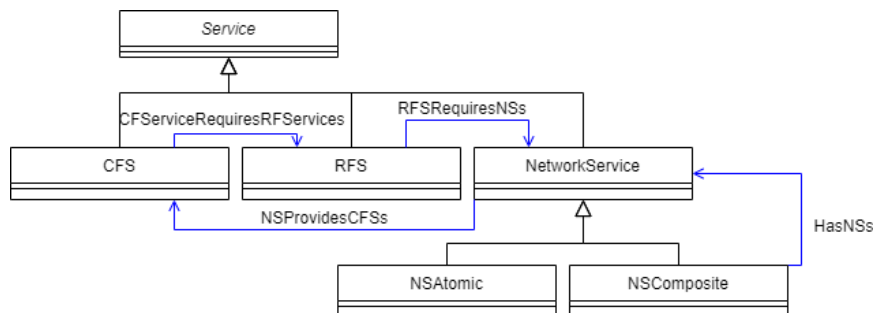 Service
CFServiceRequiresRFServices
RFSRequiresNSs
CFS
RFS
NetworkService
NSProvidesCFSs
HasNSs
NSAtomic
NSComposite